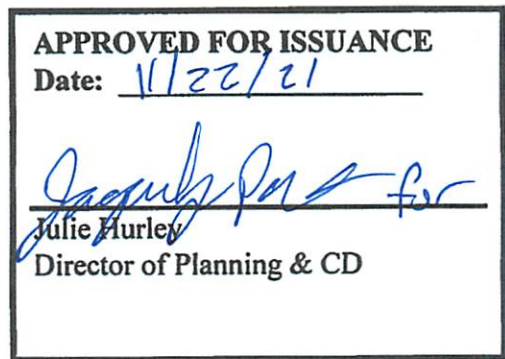 APPROVED FOR ISSUANCE
Date: 11/22/21
for
Julie Hurley
Director of Planning & CD